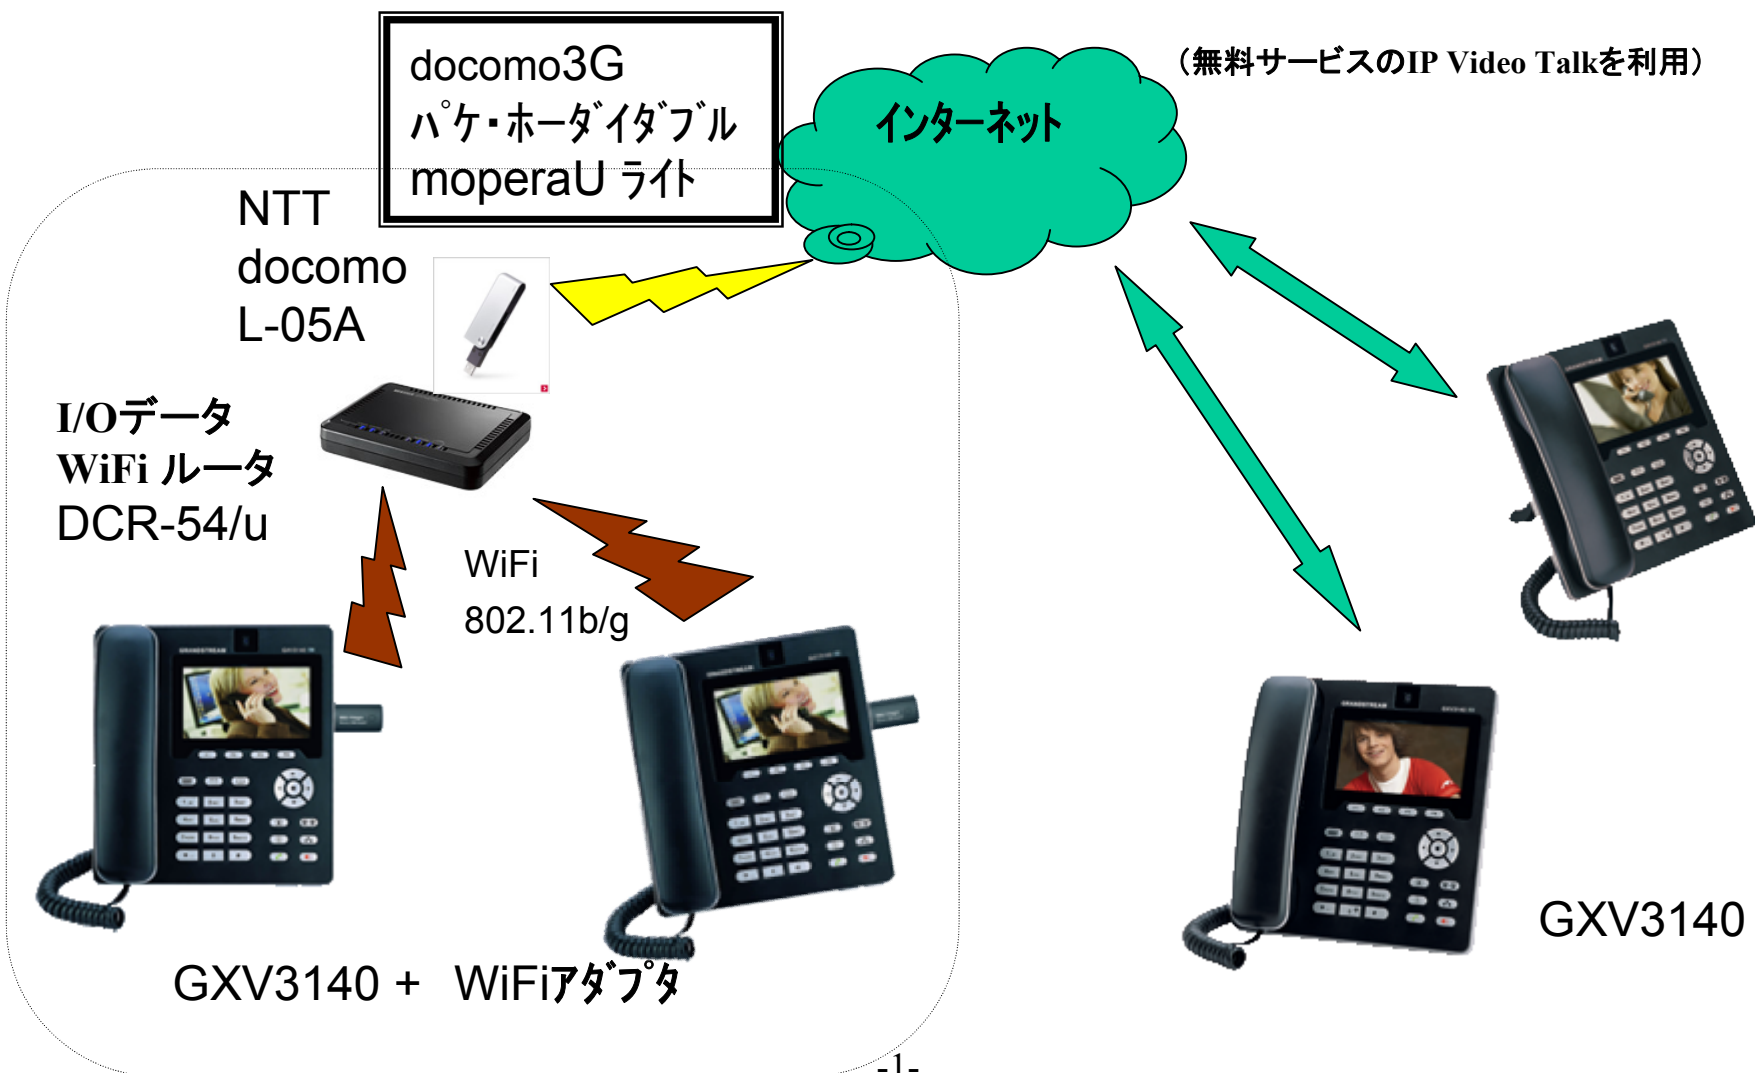 docomo3G
パケ・ホーダイダブル
moperaU ライト
インターネット
（無料サービスのIP Video Talkを利用）
NTT
docomo
L-05A
I/Oデータ
WiFi ルータ
DCR-54/u
WiFi
802.11b/g
GRANDSTREAM
GRANDSTREAM
GRANDSTREAM
GXV3140
GXV3140 + WiFiアダプタ
-1-